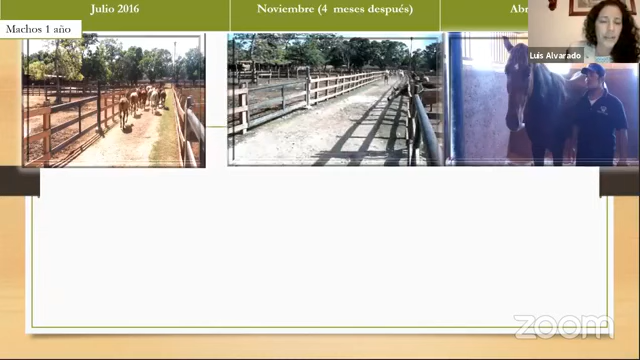 Julio 2016
Noviembre (4 meses después)
Machos 1 año
Luis Alvarado
zoom